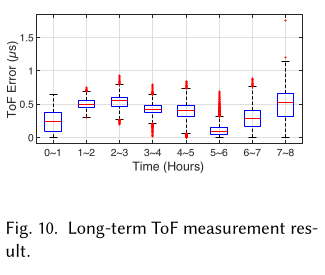 1.5
1
0.5
0
ToF Error (μs)
0~1 1~2 2~3 3~4 4~5 5~6 6~7 7~8
Time (Hours)
Fig. 10. Long-term ToF measurement res-
ult.